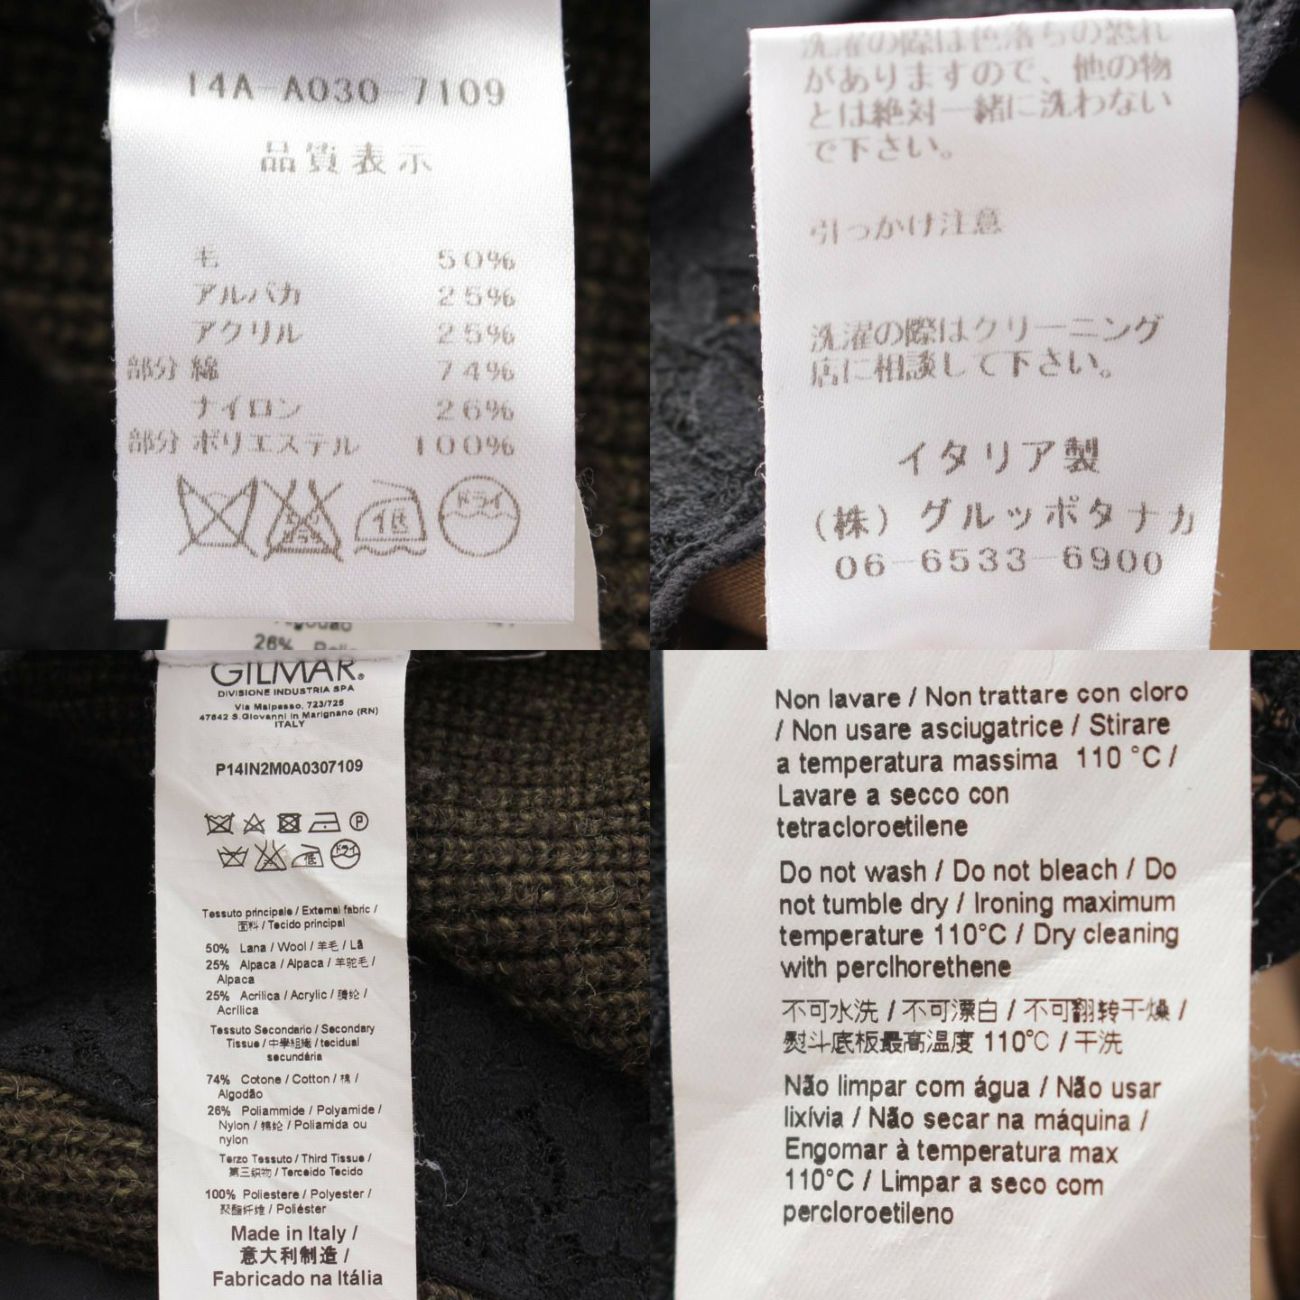 14A-A030-7109
品質表示
毛 50%
アルパカ 25%
アクリル 25%
部分 綿 74%
ナイロン 26%
部分 ポリエステル 100%
低
ドライ
26%
洗濯の際は色落ちの恐れ
がありますので、他の物
とは絶対一緒に洗わない
で下さい。
引っかけ注意
洗濯の際はクリーニング
店に相談して下さい。
イタリア製
(株) グルッポタナカ
06-6533-6900
GILMAR.
DIVISIONE INDUSTRIA SPA
Via Malpasso, 723/725
47842 S.Giovanni in Marignano (RN)
ITALY
P14IN2M0A0307109
P
低
ドライ
Tessuto principale / External fabric /
面料 / Tecido principal
50% Lana / Wool / 羊毛 / Lã
25% Alpaca / Alpaca / 羊驼毛 /
Alpaca
25% Acrilica / Acrylic / 腈纶 /
Acrílica
Tessuto Secondario / Secondary
Tissue / 中學組織 / tecidual
secundária
74% Cotone / Cotton / 棉 /
Algodão
26% Poliammide / Polyamide /
Nylon / 锦纶 / Poliamida ou
nylon
Terzo Tessuto / Third Tissue /
第三织物 / Terceido Tecido
100% Poliestere / Polyester /
聚酯纤维 / Poliéster
Made in Italy /
意大利制造 /
Fabricado na Itália
Non lavare / Non trattare con cloro
/ Non usare asciugatrice / Stirare
a temperatura massima 110 °C /
Lavare a secco con
tetracloroetilene
Do not wash / Do not bleach / Do
not tumble dry / Ironing maximum
temperature 110°C / Dry cleaning
with perclhorethene
不可水洗 / 不可漂白 / 不可翻转干燥 /
熨斗底板最高温度 110°C / 干洗
Não limpar com água / Não usar
lixívia / Não secar na máquina /
Engomar à temperatura max
110°C / Limpar a seco com
percloroetileno